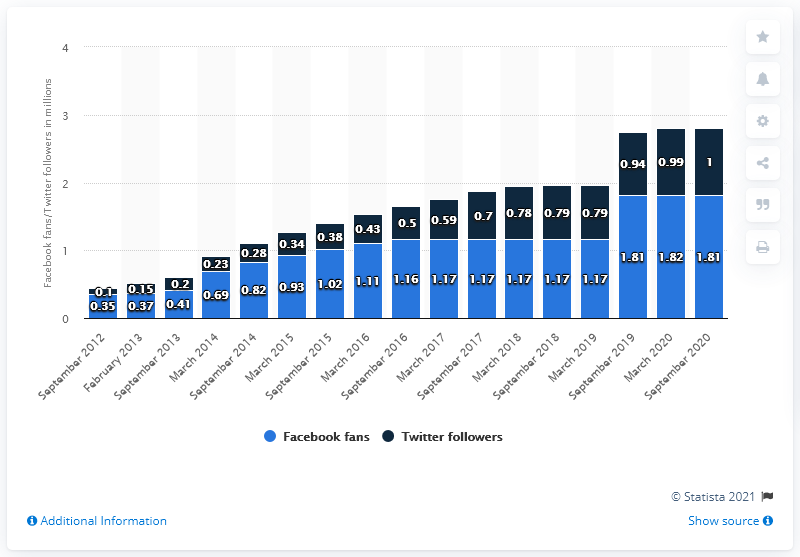 Facebook fans/Twitter followers in millions
4
3
2
1
0
0.1 0.15 0.2 0.23 0.28 0.34 0.38 0.43 0.5 0.59 0.7 0.78 0.79 0.79 0.94 0.99 1
0.35 0.37 0.41 0.69 0.82 0.93 1.02 1.11 1.16 1.17 1.17 1.17 1.17 1.17 1.81 1.82 1.81
September 2012
February 2013
September 2013
March 2014
September 2014
March 2015
September 2015
March 2016
September 2016
March 2017
September 2017
March 2018
September 2018
March 2019
September 2019
March 2020
September 2020
Facebook fans Twitter followers
© Statista 2021
Additional Information Show source